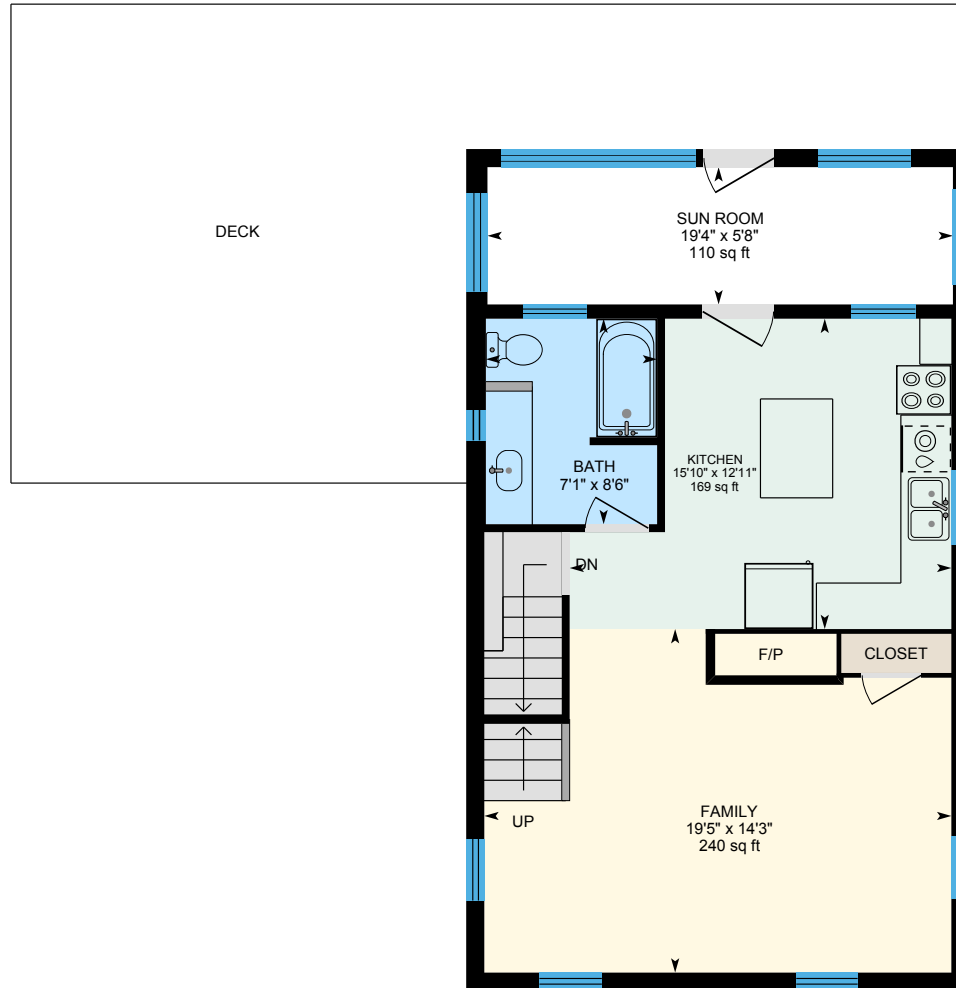 DECK
SUN ROOM
19'4" x 5'8"
110 sq ft
BATH
7'1" x 8'6"
KITCHEN
15'10" x 12'11"
169 sq ft
DN
F/P
CLOSET
UP
FAMILY
19'5" x 14'3"
240 sq ft